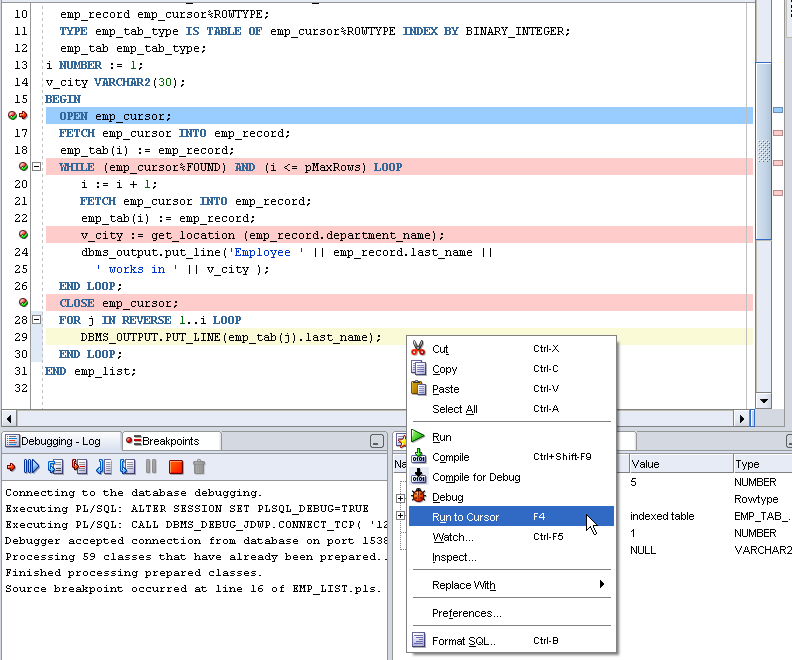 10 emp_record emp_cursor%ROWTYPE;
11 TYPE emp_tab_type IS TABLE OF emp_cursor%ROWTYPE INDEX BY BINARY_INTEGER;
12 emp_tab emp_tab_type;
13 i NUMBER := 1;
14 v_city VARCHAR2(30);
15 BEGIN
OPEN emp_cursor;
17 FETCH emp_cursor INTO emp_record;
18 emp_tab(i) := emp_record;
WHILE (emp_cursor%FOUND) AND (i <= pMaxRows) LOOP
20 i := i + 1;
21 FETCH emp_cursor INTO emp_record;
22 emp_tab(i) := emp_record;
v_city := get_location (emp_record.department_name);
24 dbms_output.put_line('Employee ' || emp_record.last_name ||
25 ' works in ' || v_city );
26 END LOOP;
CLOSE emp_cursor;
28 FOR j IN REVERSE 1..i LOOP
29 DBMS_OUTPUT.PUT_LINE(emp_tab(j).last_name);
30 END LOOP;
31 END emp_list;
32
Cut Ctrl-X
Copy Ctrl-C
Paste Ctrl-V
Select All Ctrl-A
Run
Compile Ctrl+Shift-F9
Compile for Debug
Debug
Run to Cursor F4
Watch... Ctrl-F5
Inspect...
Replace With
Preferences...
Format SQL... Ctrl-B
Debugging - Log
Breakpoints
Connecting to the database debugging.
Executing PL/SQL: ALTER SESSION SET PLSQL_DEBUG=TRUE
Executing PL/SQL: CALL DBMS_DEBUG_JDWP.CONNECT_TCP( '12
Debugger accepted connection from database on port 1538
Processing 59 classes that have already been prepared..
Finished processing prepared classes.
Source breakpoint occurred at line 16 of EMP_LIST.pls.
Na
Value Type
5 NUMBER
Rowtype
indexed table EMP_TAB_...
1 NUMBER
NULL VARCHAR2